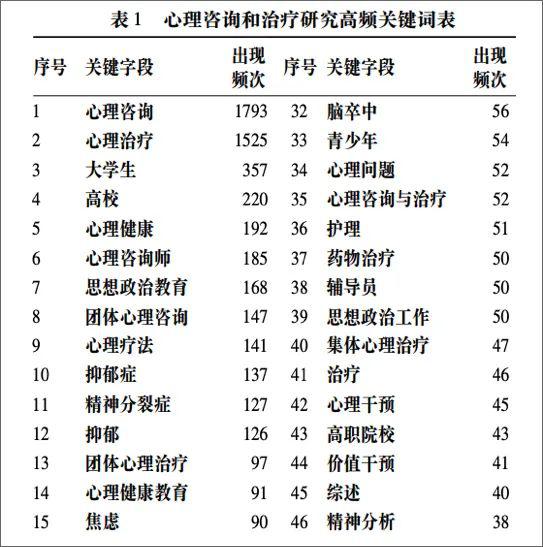 表 1 心理咨询和治疗研究高频关键词表
序号 关键字段 出现频次 序号 关键字段 出现频次
1 心理咨询 1793 32 脑卒中 56
2 心理治疗 1525 33 青少年 54
3 大学生 357 34 心理问题 52
4 高校 220 35 心理咨询与治疗 52
5 心理健康 192 36 护理 51
6 心理咨询师 185 37 药物治疗 50
7 思想政治教育 168 38 辅导员 50
8 团体心理咨询 147 39 思想政治工作 50
9 心理疗法 141 40 集体心理治疗 47
10 抑郁症 137 41 治疗 46
11 精神分裂症 127 42 心理干预 45
12 抑郁 126 43 高职院校 43
13 团体心理治疗 97 44 价值干预 41
14 心理健康教育 91 45 综述 40
15 焦虑 90 46 精神分析 38